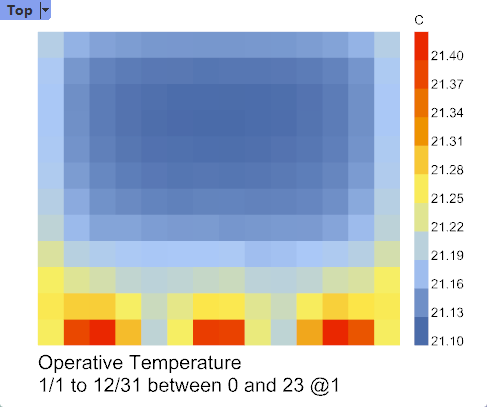 Top
C
21.40
21.37
21.34
21.31
21.28
21.25
21.22
21.19
21.16
21.13
21.10
Operative Temperature
1/1 to 12/31 between 0 and 23 @1